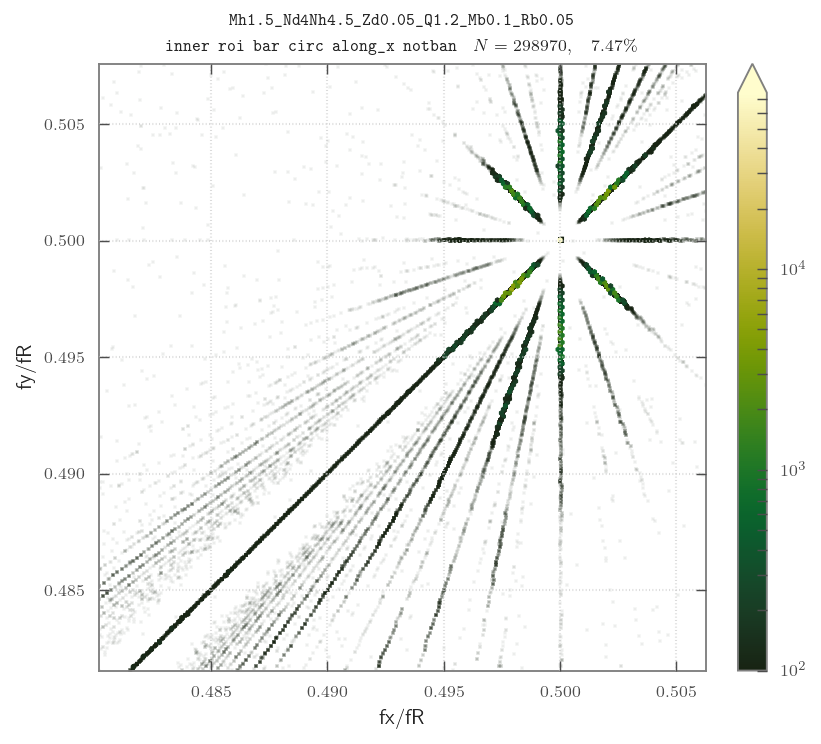 Mh1.5_Nd4Nh4.5_Zd0.05_Q1.2_Mb0.1_Rb0.05
inner roi bar circ along_x notban N = 298970, 7.47%
0.505
0.500
0.495
0.490
0.485
fy/fR
0.485 0.490 0.495 0.500 0.505
fx/fR
10^4
10^3
10^2